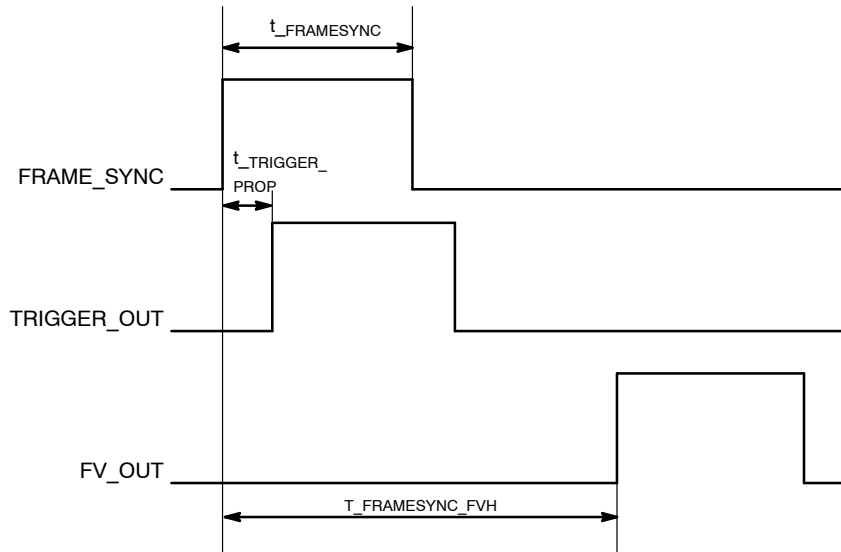 t_FRAMESYNC
FRAME_SYNC
t_TRIGGER_
PROP
TRIGGER_OUT
FV_OUT
T_FRAMESYNC_FVH